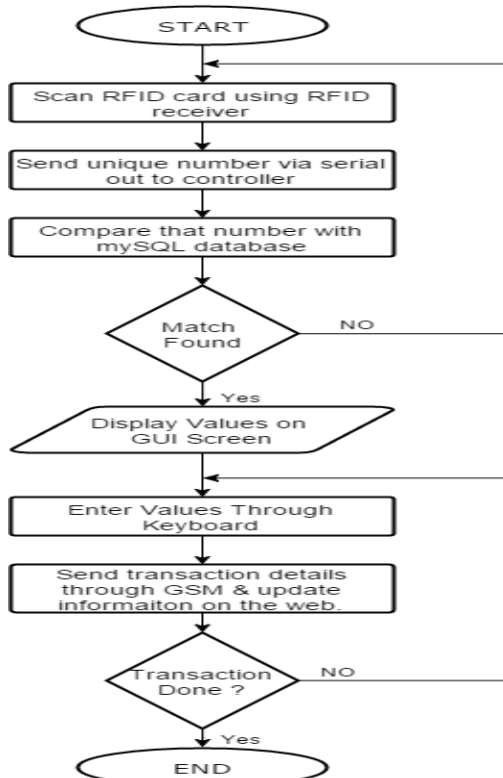 START
Scan RFID card using RFID
receiver
Send unique number via serial
out to controller
Compare that number with
mySQL database
Match
Found
NO
Yes
Display Values on
GUI Screen
Enter Values Through
Keyboard
Send transaction details
through GSM & update
informaiton on the web.
Transaction
Done ?
NO
Yes
END